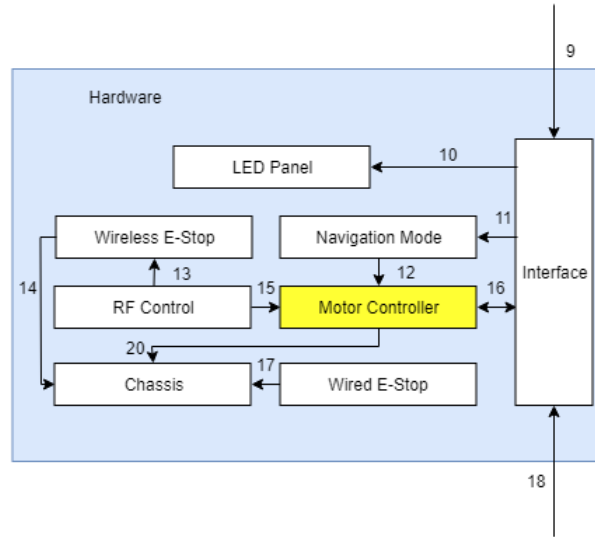 9
Hardware
LED Panel
10
Wireless E-Stop
Navigation Mode
11
Interface
13
12
14
15
16
RF Control
Motor Controller
20
17
Chassis
Wired E-Stop
18